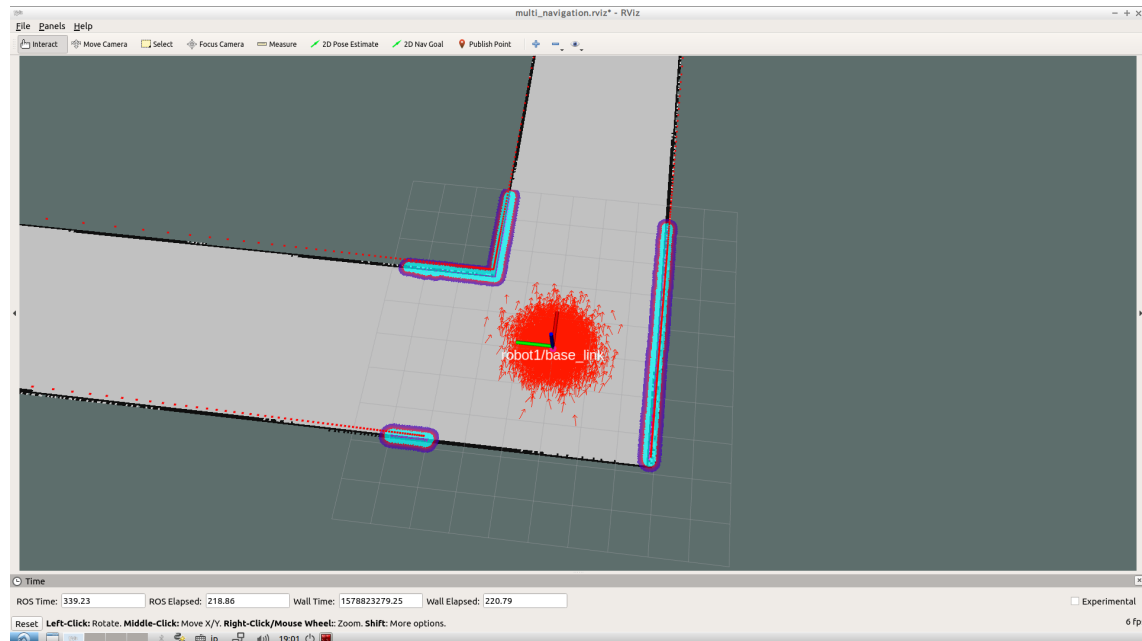 multi_navigation.rviz* - RViz
File Panels Help
Interact Move Camera Select Focus Camera Measure 2D Pose Estimate 2D Nav Goal Publish Point
robot1/base_link
Time
ROS Time: 339.23 ROS Elapsed: 218.86 Wall Time: 1578823279.25 Wall Elapsed: 220.79 Experimental
Reset Left-Click: Rotate. Middle-Click: Move X/Y. Right-Click/Mouse Wheel:: Zoom. Shift: More options. 6 fp
19:01